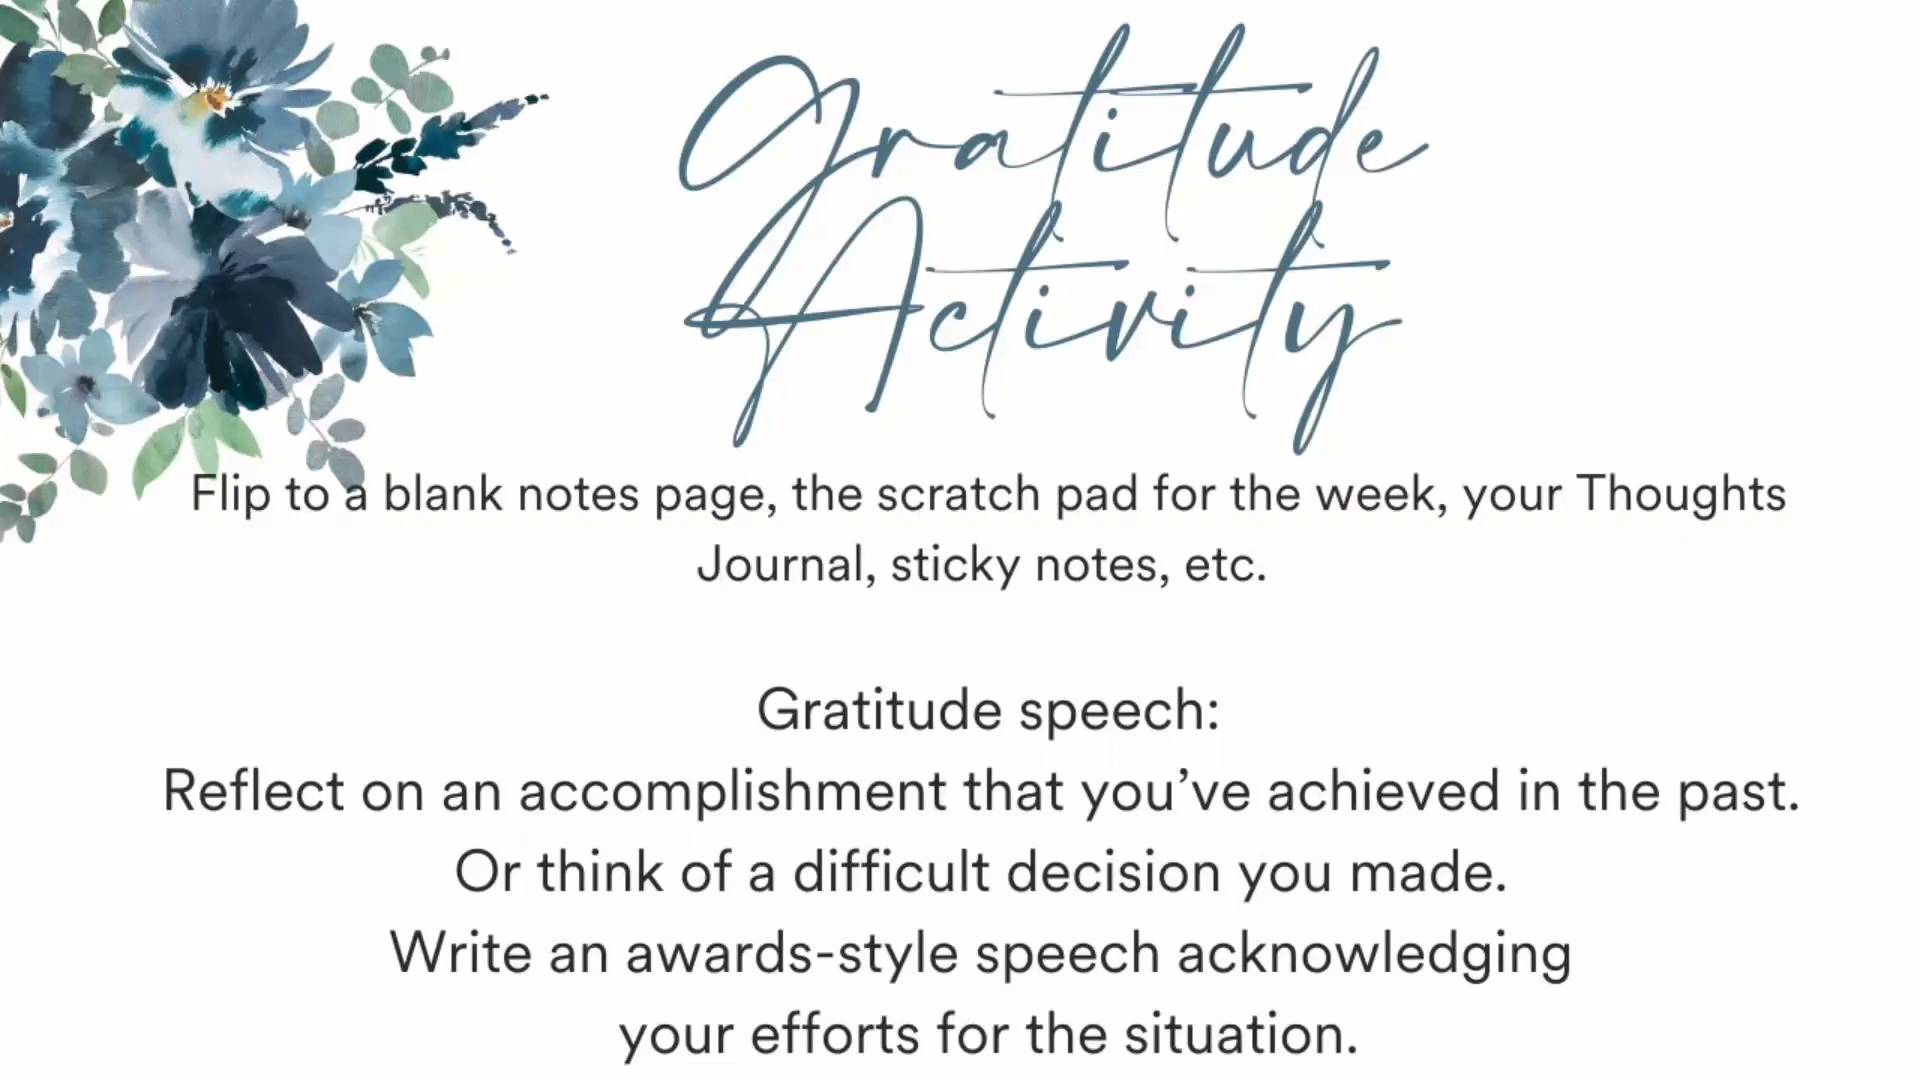 Gratitude
Activity
Flip to a blank notes page, the scratch pad for the week, your Thoughts
Journal, sticky notes, etc.
Gratitude speech:
Reflect on an accomplishment that you’ve achieved in the past.
Or think of a difficult decision you made.
Write an awards-style speech acknowledging
your efforts for the situation.